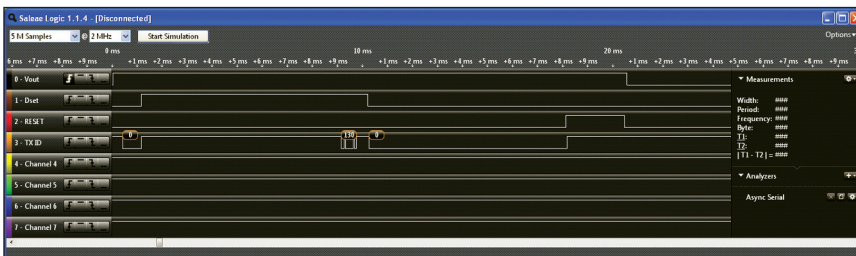 Saleae Logic 1.1.4 - [Disconnected]
5 M Samples @ 2 MHz Start Simulation Options
0 ms 10 ms 20 ms 3
6 ms +7 ms +8 ms +9 ms +1 ms +2 ms +3 ms +4 ms +5 ms +6 ms +7 ms +8 ms +9 ms +1 ms +2 ms +3 ms +4 ms +5 ms +6 ms +7 ms +8 ms +9 ms +1 ms +2 ms +3 ms +4 ms +5 ms +6 ms +7 ms +8 ms +9 ms
0 - Vout
1 - Dset
2 - RESET
3 - TX ID
0 130 0
4 - Channel 4
5 - Channel 5
6 - Channel 6
7 - Channel 7
Measurements
Width: ###
Period: ###
Frequency: ###
Byte: ###
T1: ###
T2: ###
| T1 - T2 | = ###
Analyzers
Async Serial